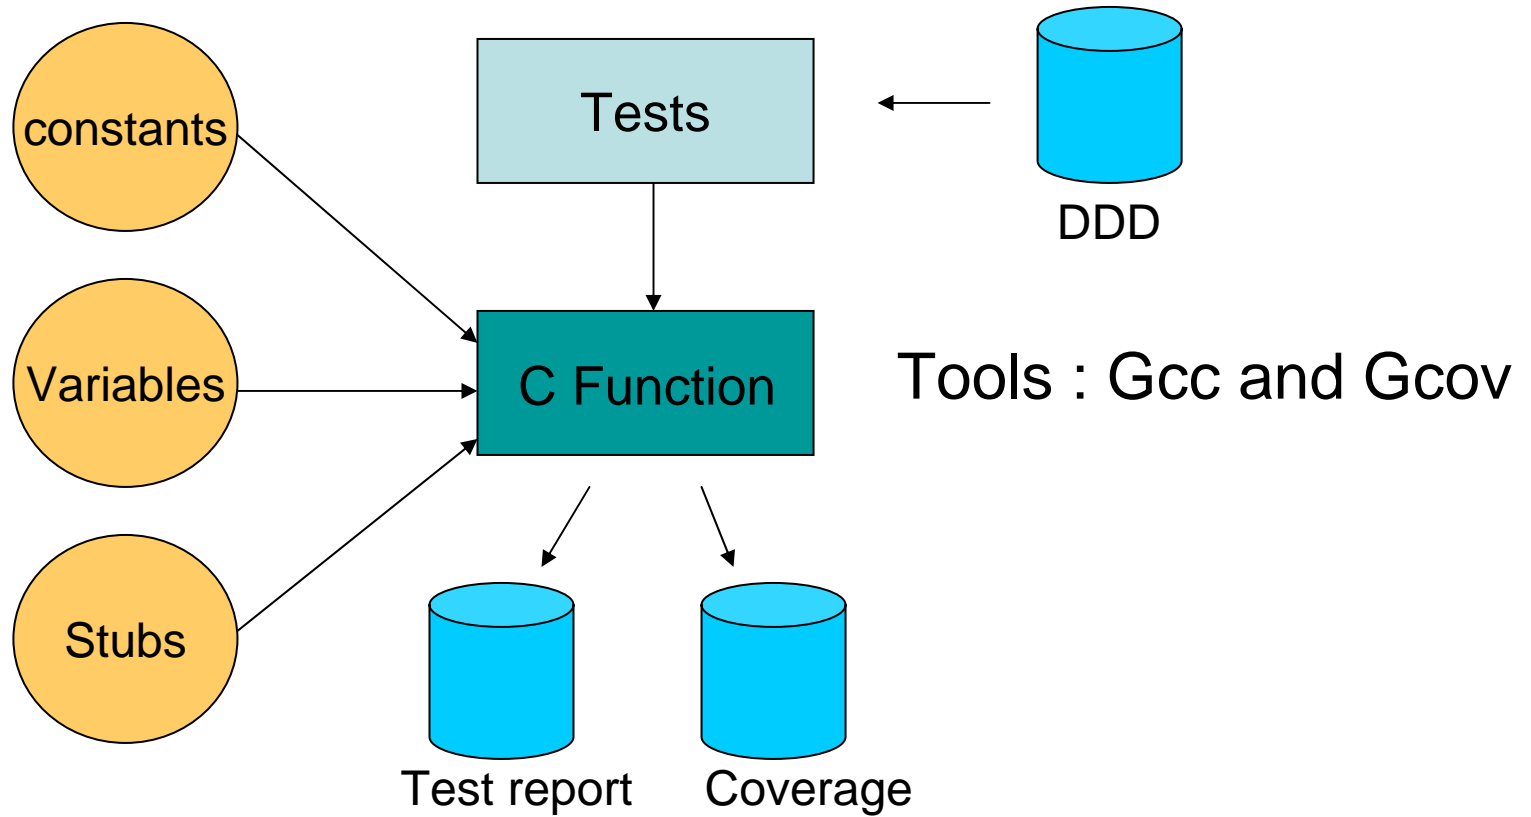 constants
Tests
DDD
Variables
C Function
Tools : Gcc and Gcov
Stubs
Test report
Coverage